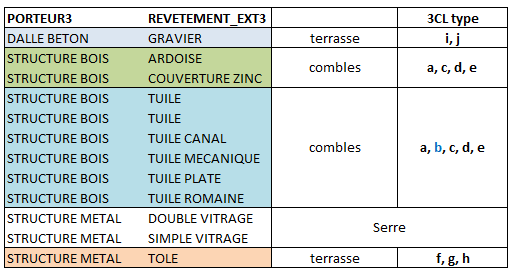 PORTEUR3 REVETEMENT_EXT3 3CL type
DALLE BETON GRAVIER terrasse i, j
STRUCTURE BOIS ARDOISE
combles a, c, d, e
STRUCTURE BOIS COUVERTURE ZINC
STRUCTURE BOIS TUILE
STRUCTURE BOIS TUILE
STRUCTURE BOIS TUILE CANAL
combles a, b, c, d, e
STRUCTURE BOIS TUILE MECANIQUE
STRUCTURE BOIS TUILE PLATE
STRUCTURE BOIS TUILE ROMAINE
STRUCTURE METAL DOUBLE VITRAGE
Serre
STRUCTURE METAL SIMPLE VITRAGE
STRUCTURE METAL TOLE terrasse f, g, h